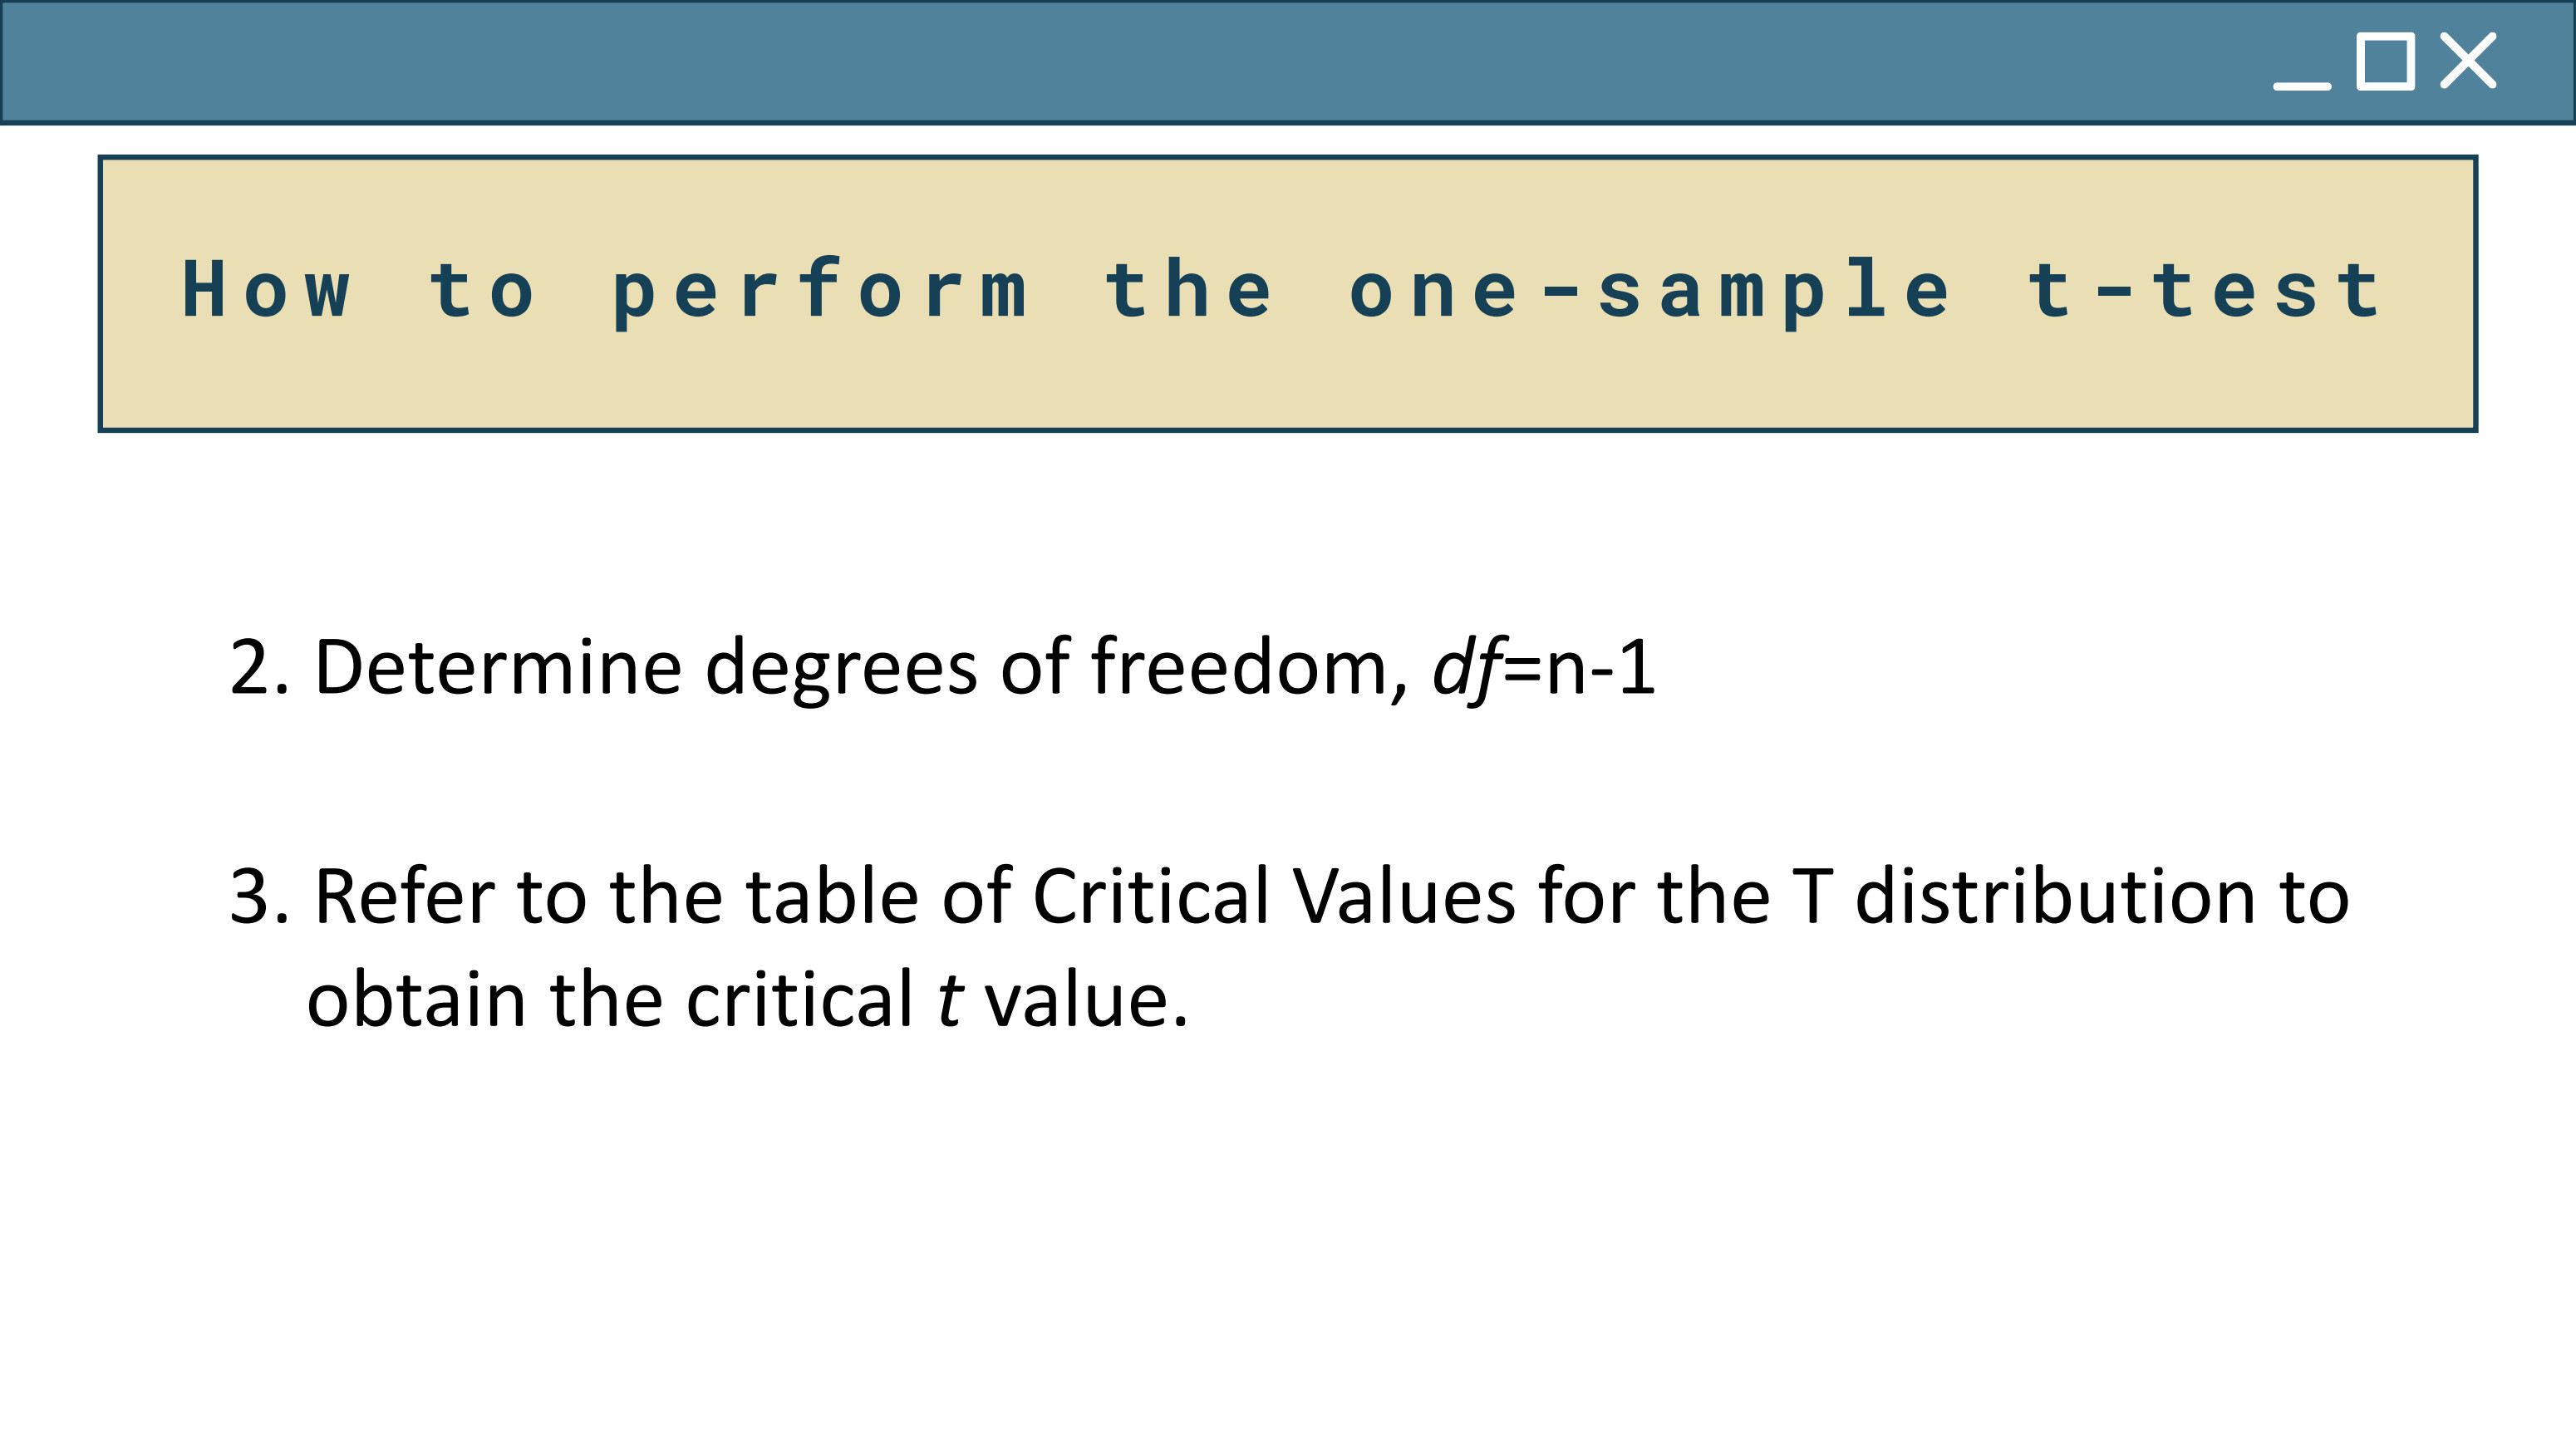 How to perform the one-sample t-test
2. Determine degrees of freedom, df=n-1
3. Refer to the table of Critical Values for the T distribution to
obtain the critical t value.